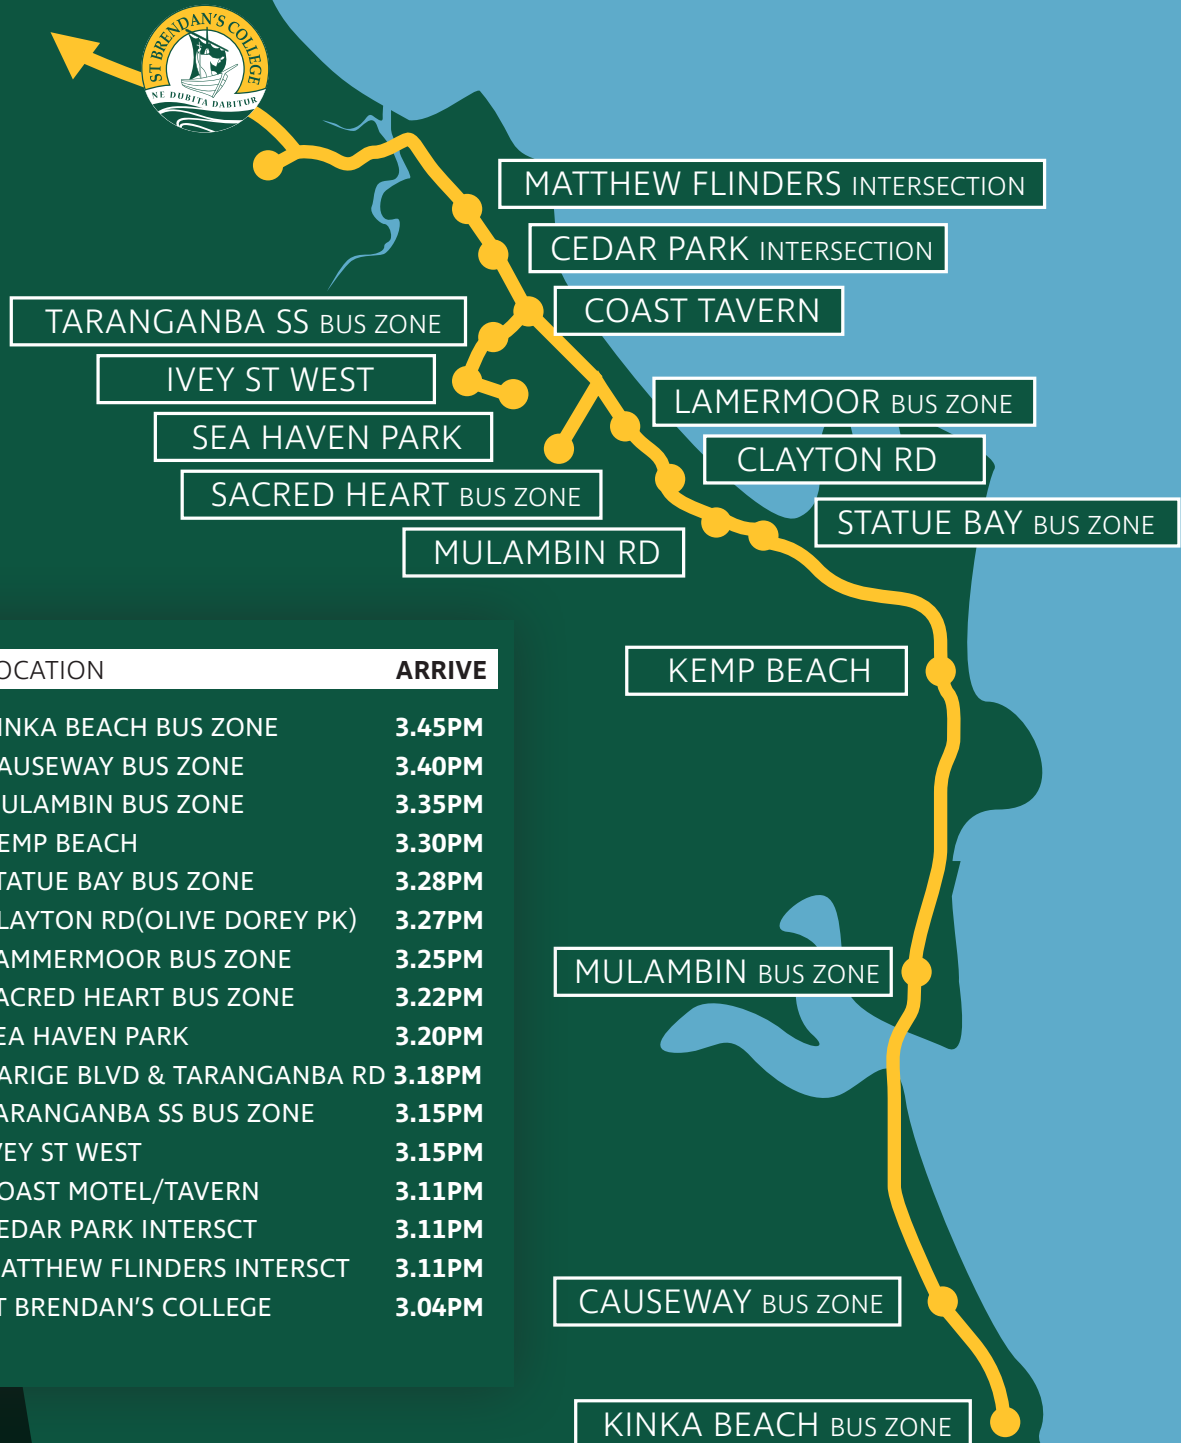 ST BRENDAN'S COLLEGE
NE DUBITA DABITUR
MATTHEW FLINDERS INTERSECTION
CEDAR PARK INTERSECTION
COAST TAVERN
TARANGANBA SS BUS ZONE
IVEY ST WEST
SEA HAVEN PARK
SACRED HEART BUS ZONE
MULAMBIN RD
LAMERMOOR BUS ZONE
CLAYTON RD
STATUE BAY BUS ZONE
KEMP BEACH
MULAMBIN BUS ZONE
CAUSEWAY BUS ZONE
KINKA BEACH BUS ZONE
OCATION ARRIVE
INKA BEACH BUS ZONE 3.45PM
AUSEWAY BUS ZONE 3.40PM
ULAMBIN BUS ZONE 3.35PM
EMP BEACH 3.30PM
TATUE BAY BUS ZONE 3.28PM
LAYTON RD(OLIVE DOREY PK) 3.27PM
AMMERMOOR BUS ZONE 3.25PM
ACRED HEART BUS ZONE 3.22PM
EA HAVEN PARK 3.20PM
ARIGE BLVD & TARANGANBA RD 3.18PM
ARANGANBA SS BUS ZONE 3.15PM
VEY ST WEST 3.15PM
OAST MOTEL/TAVERN 3.11PM
EDAR PARK INTERSCT 3.11PM
ATTHEW FLINDERS INTERSCT 3.11PM
T BRENDAN'S COLLEGE 3.04PM